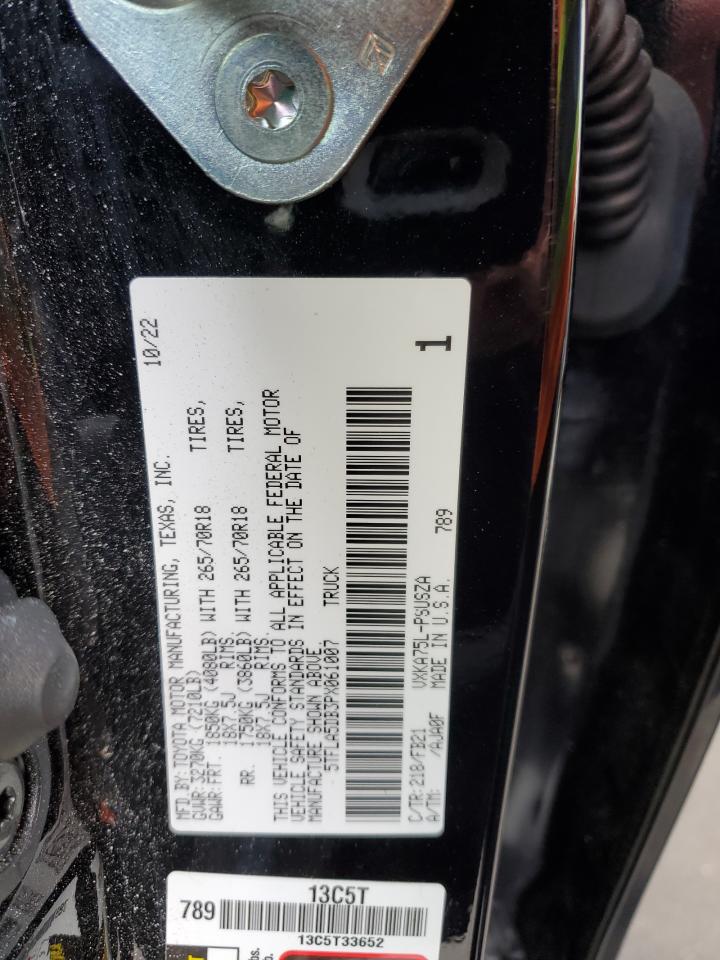 MFD BY: TOYOTA MOTOR MANUFACTURING, TEXAS, INC. 10/22
GVWR: 3270KG (7210LB)
GAWR: FRT. 1850KG (4080LB) WITH 265/70R18 TIRES,
18X7.5J RIMS.
RR. 1750KG (3860LB) WITH 265/70R18 TIRES,
18X7.5J RIMS.
THIS VEHICLE CONFORMS TO ALL APPLICABLE FEDERAL MOTOR
VEHICLE SAFETY STANDARDS IN EFFECT ON THE DATE OF
MANUFACTURE SHOWN ABOVE.
5TFLA5DB3PX061007 TRUCK
C/TR: 218/FB21 VXKA75L-PSUSZA
A/TM: /AJA0F MADE IN U.S.A. 789
1
13C5T
789
13C5T33652